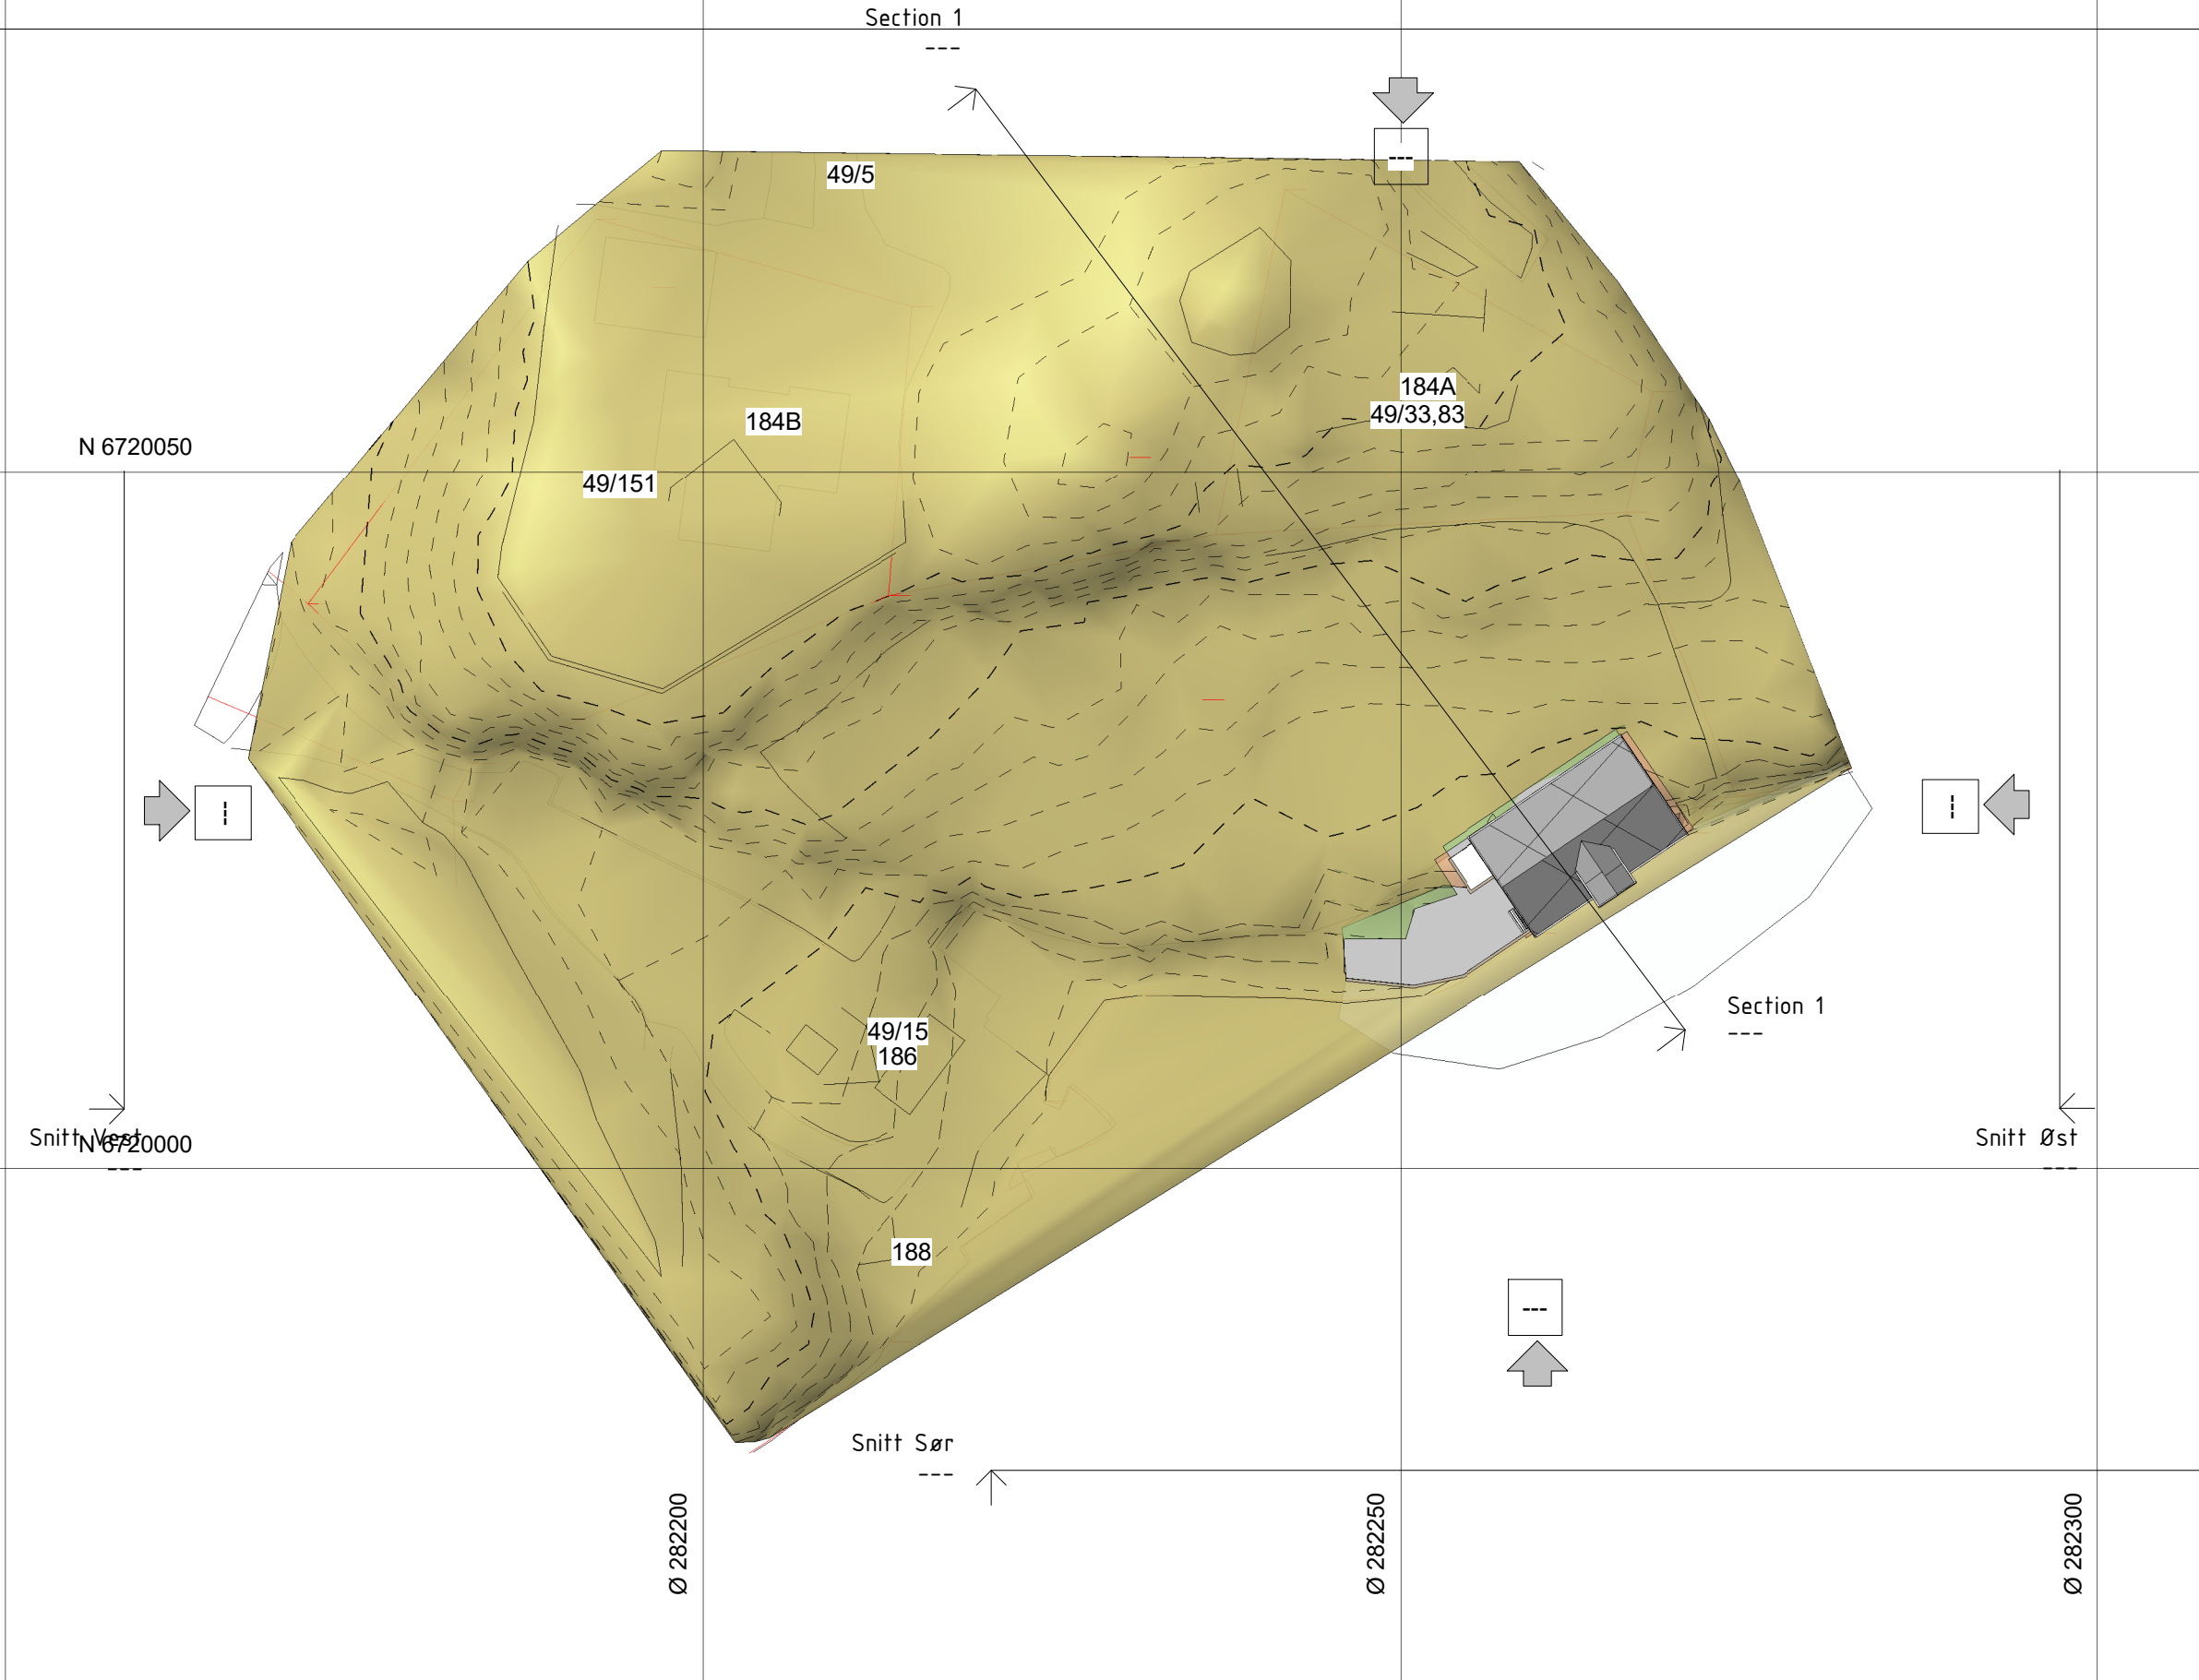 Section 1
---
---
49/5
184A
49/33,83
184B
N 6720050
49/151
---
---
Section 1
---
49/15
186
Snitt Vest
N 6720000
---
Snitt Øst
---
188
---
Snitt Sør
---
Ø 282200
Ø 282250
Ø 282300